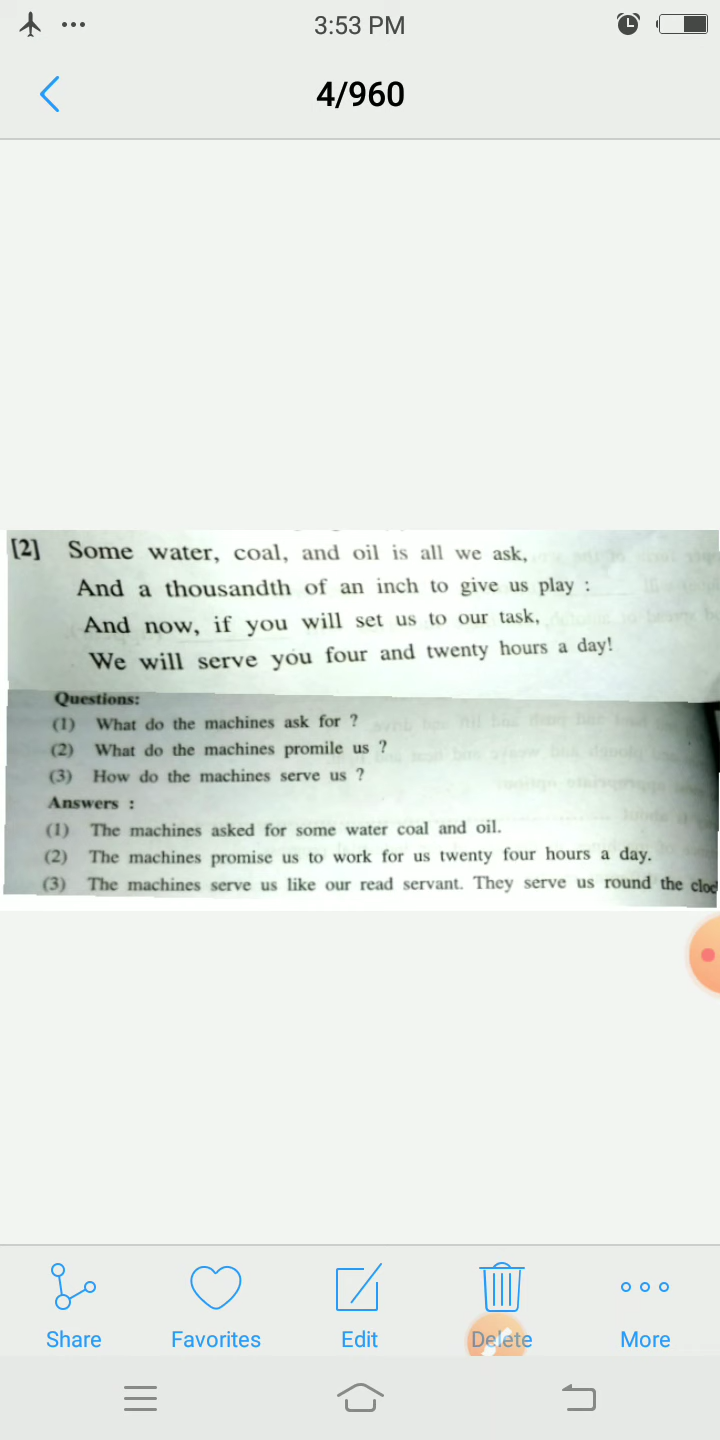 3:53 PM
4/960
[2] Some water, coal, and oil is all we ask,
And a thousandth of an inch to give us play :
And now, if you will set us to our task,
We will serve you four and twenty hours a day!
Questions:
(1) What do the machines ask for ?
(2) What do the machines promile us ?
(3) How do the machines serve us ?
Answers :
(1) The machines asked for some water coal and oil.
(2) The machines promise us to work for us twenty four hours a day.
(3) The machines serve us like our read servant. They serve us round the
Share Favorites Edit Delete More